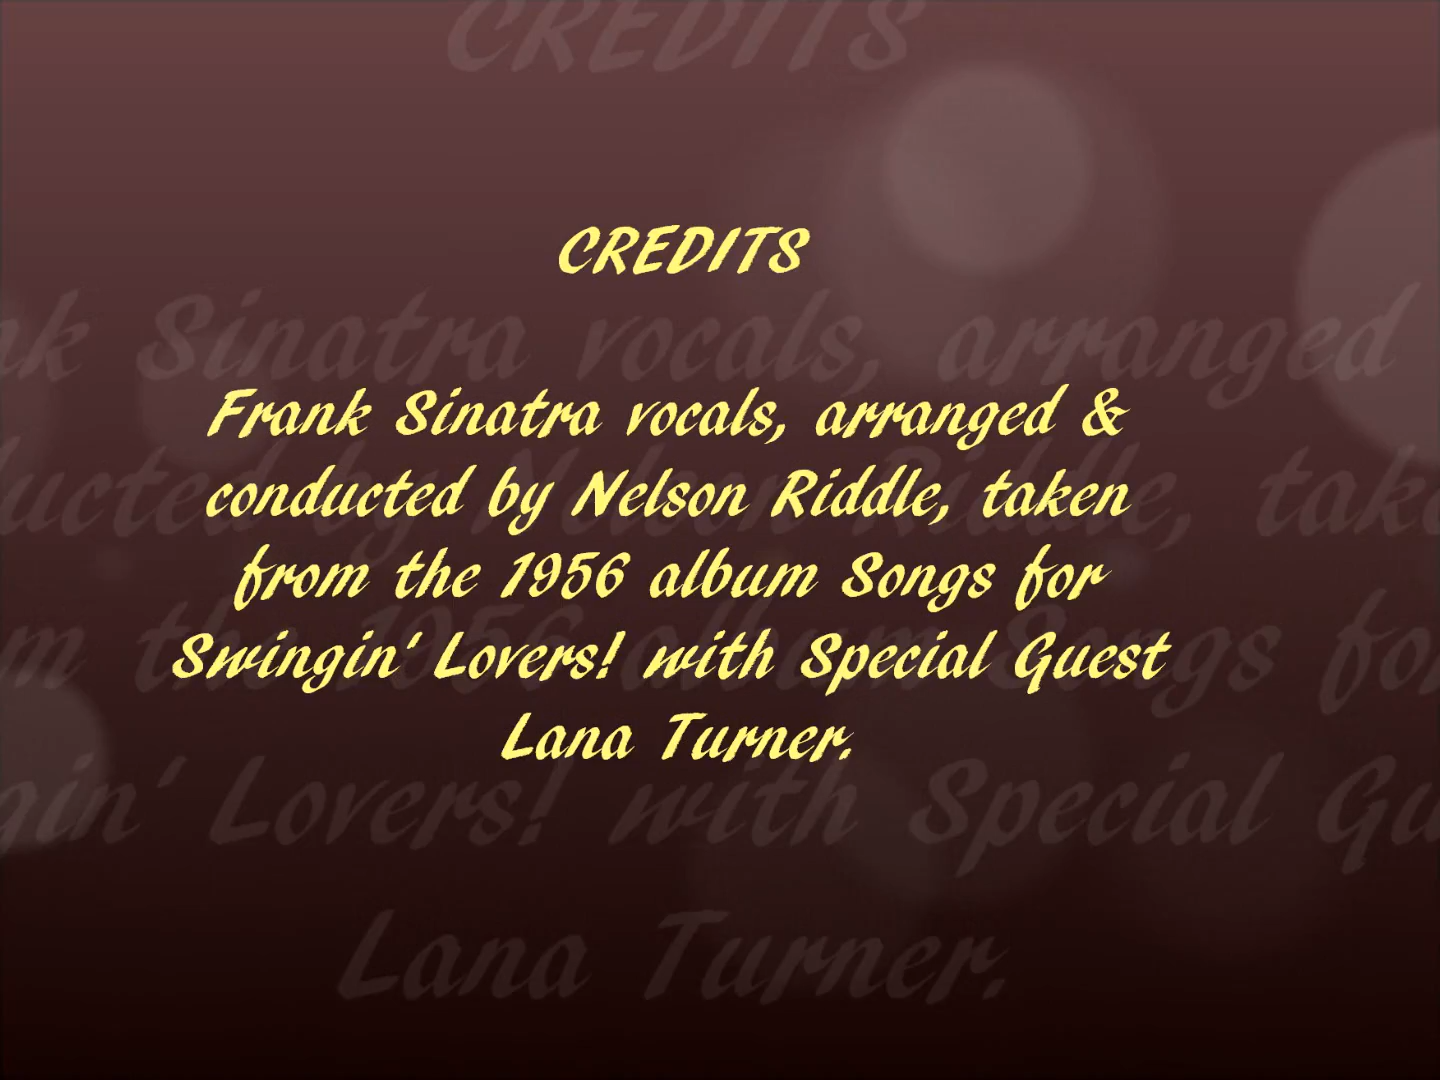 CREDITS
Frank Sinatra vocals, arranged &
conducted by Nelson Riddle, taken
from the 1956 album Songs for
Swingin' Lovers! with Special Guest
Lana Turner.